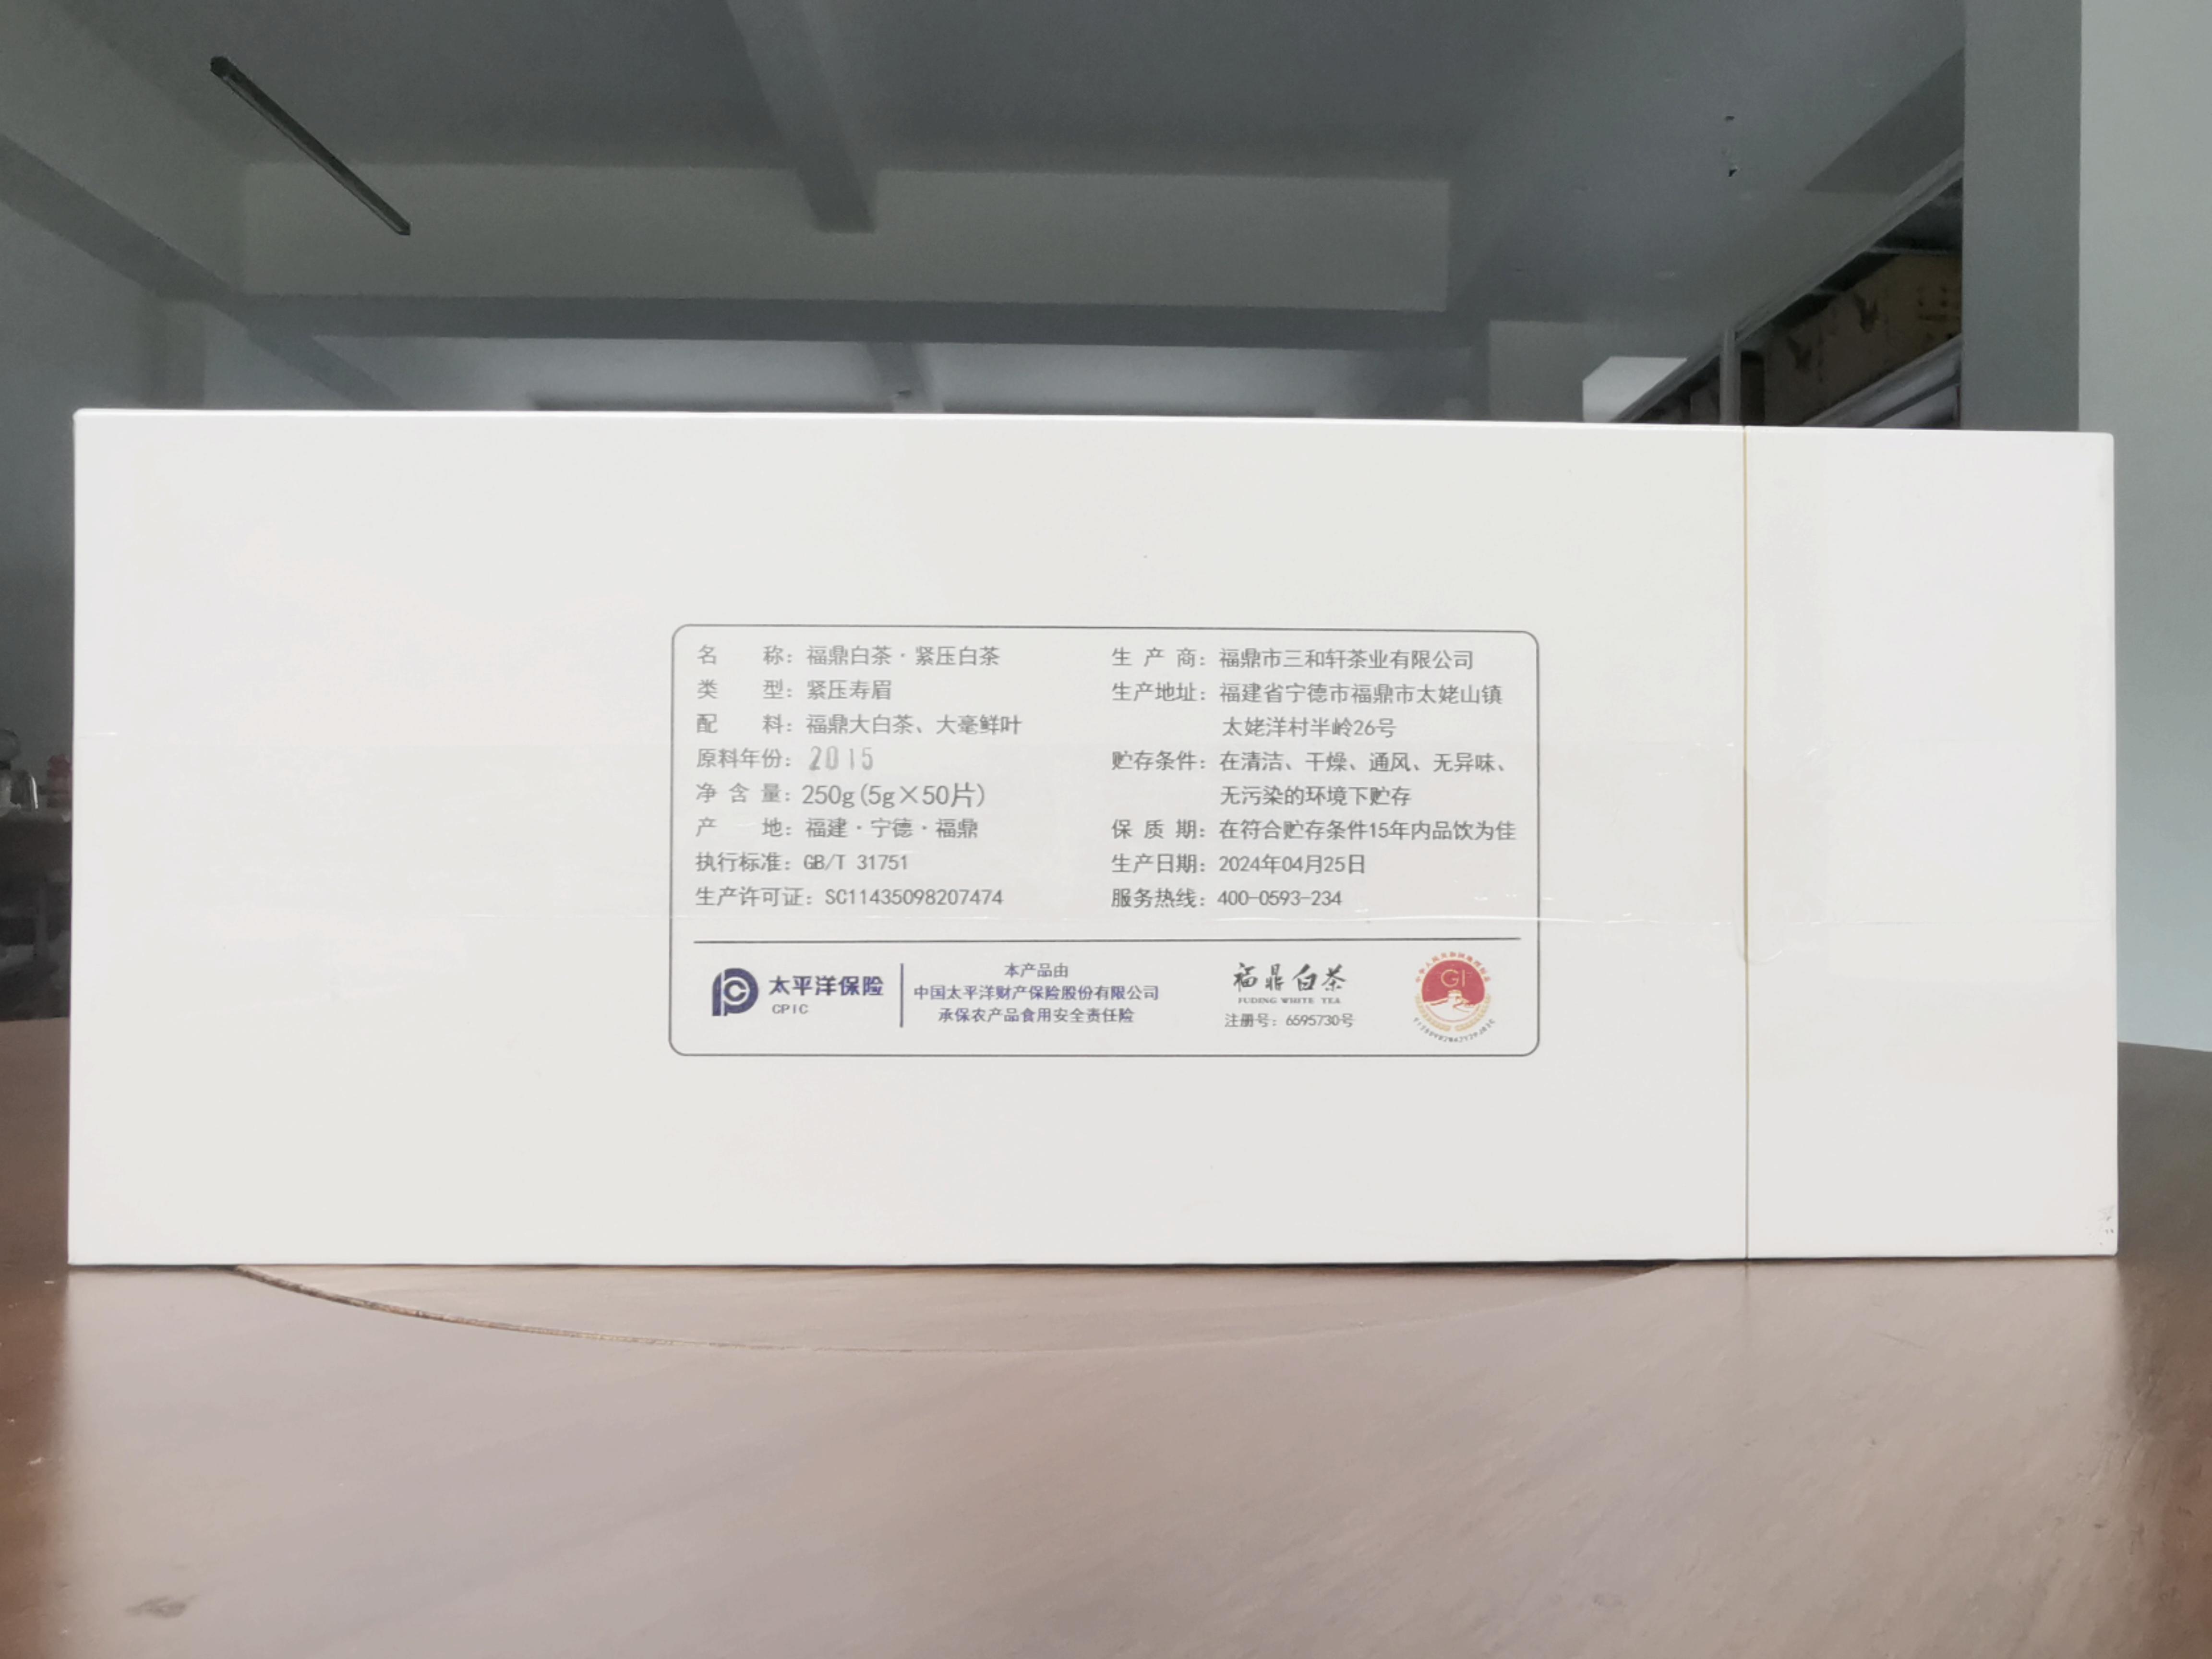 名 称：福鼎白茶·紧压白茶
类 型：紧压寿眉
配 料：福鼎大白茶、大毫鲜叶
原料年份：2015
净 含 量：250g(5g×50片)
产 地：福建·宁德·福鼎
执行标准：GB/T 31751
生产许可证：SC11435098207474
生 产 商：福鼎市三和轩茶业有限公司
生产地址：福建省宁德市福鼎市太姥山镇
太姥洋村半岭26号
贮存条件：在清洁、干燥、通风、无异味、
无污染的环境下贮存
保 质 期：在符合贮存条件15年内品饮为佳
生产日期：2024年04月25日
服务热线：400-0593-234
太平洋保险
CPIC
本产品由
中国太平洋财产保险股份有限公司
承保农产品食用安全责任险
福鼎白茶
FUDING WHITE TEA
注册号：6595730号
GI